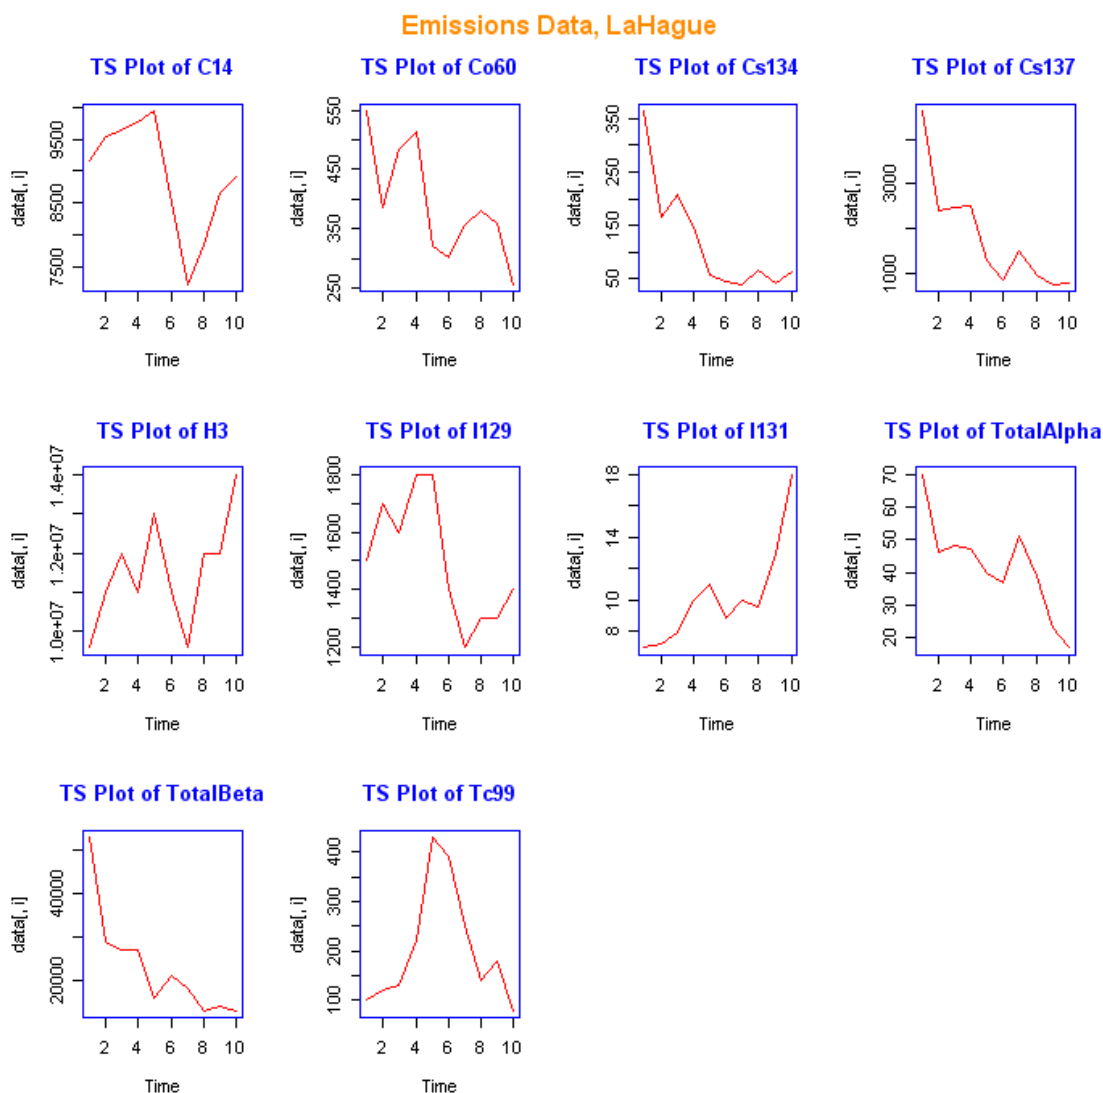 Emissions Data, LaHague
TS Plot of C14
data[, i]
7500 8500 9500
2 4 6 8 10
Time
TS Plot of Co60
data[, i]
250 350 450 550
2 4 6 8 10
Time
TS Plot of Cs134
data[, i]
50 150 250 350
2 4 6 8 10
Time
TS Plot of Cs137
data[, i]
1000 3000
2 4 6 8 10
Time
TS Plot of H3
data[, i]
1.0e+07 1.2e+07 1.4e+07
2 4 6 8 10
Time
TS Plot of I129
data[, i]
1200 1400 1600 1800
2 4 6 8 10
Time
TS Plot of I131
data[, i]
8 10 14 18
2 4 6 8 10
Time
TS Plot of TotalAlpha
data[, i]
20 30 40 50 60 70
2 4 6 8 10
Time
TS Plot of TotalBeta
data[, i]
20000 40000
2 4 6 8 10
Time
TS Plot of Tc99
data[, i]
100 200 300 400
2 4 6 8 10
Time